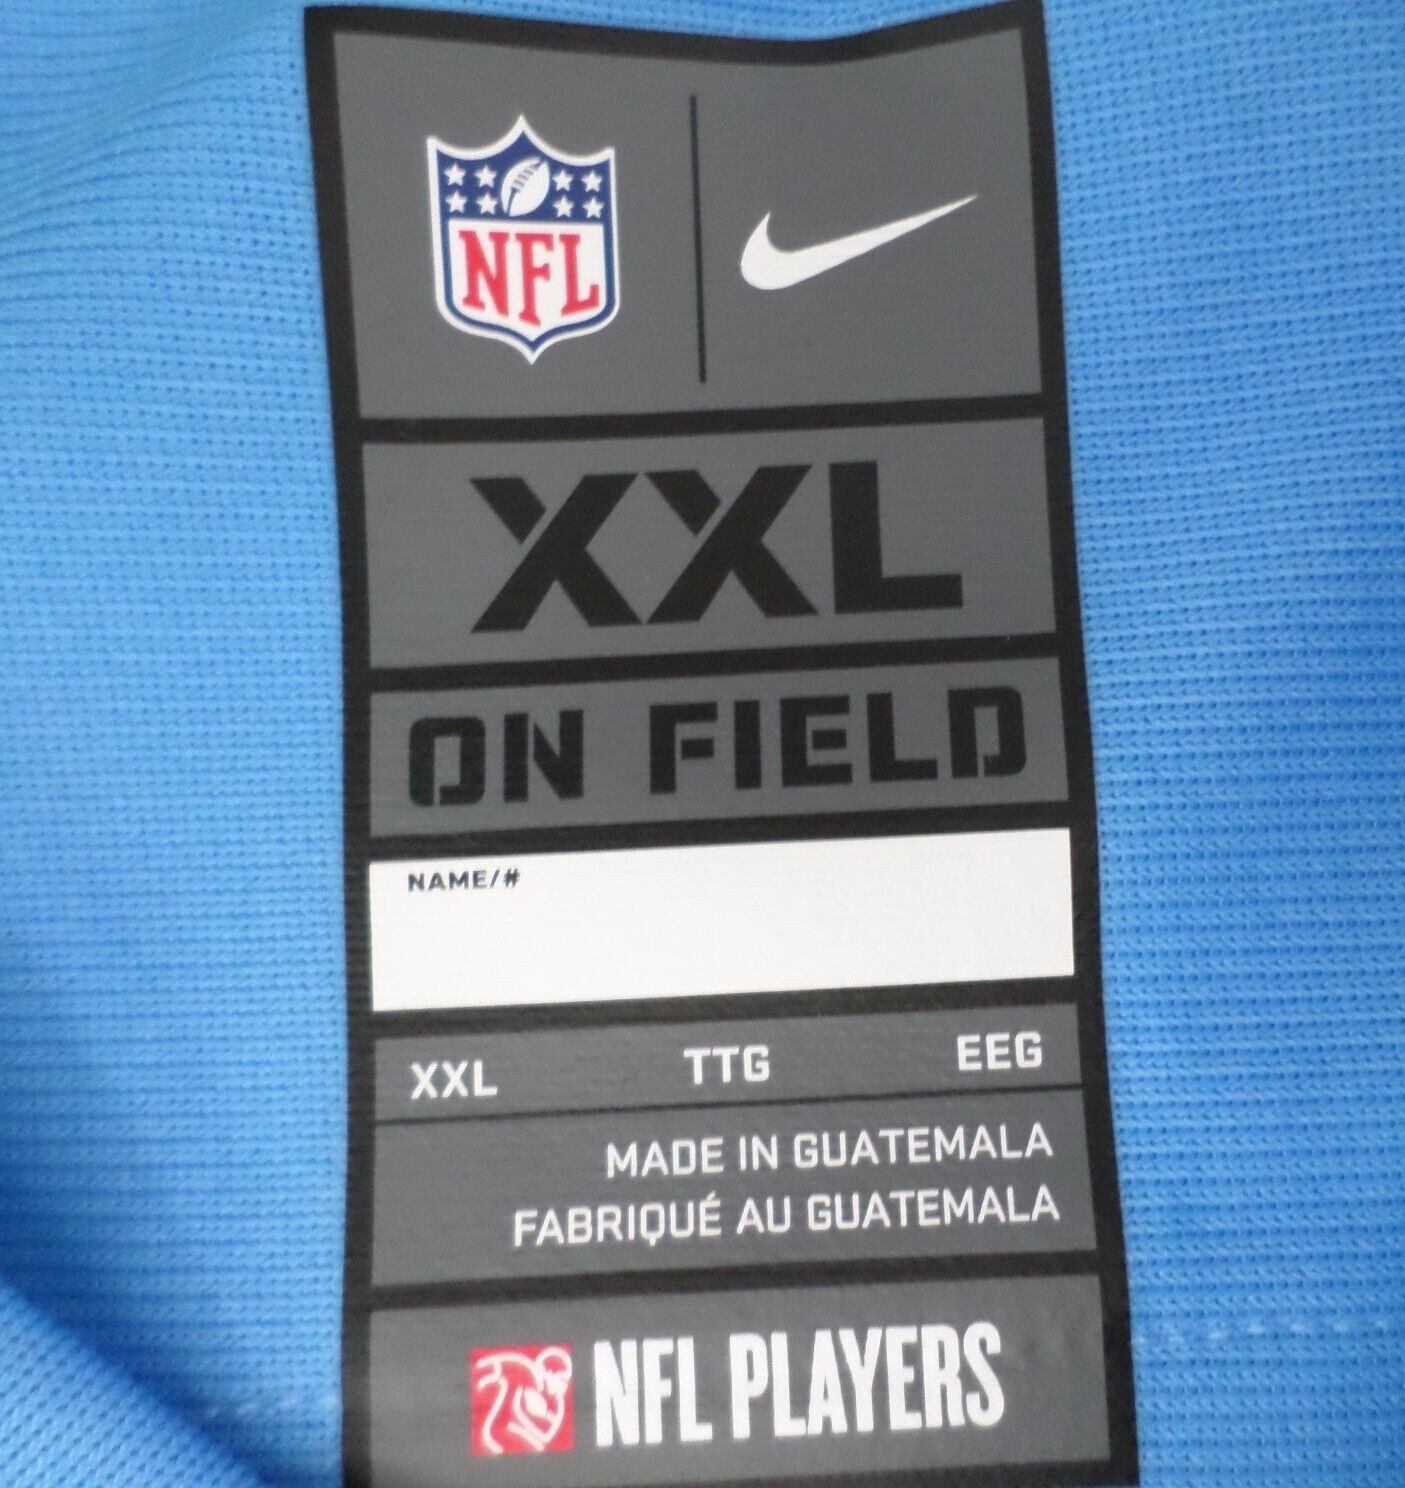 NFL
XXL
ON FIELD
NAME/#
XXL TTG EEG
MADE IN GUATEMALA
FABRIQUÉ AU GUATEMALA
NFL PLAYERS